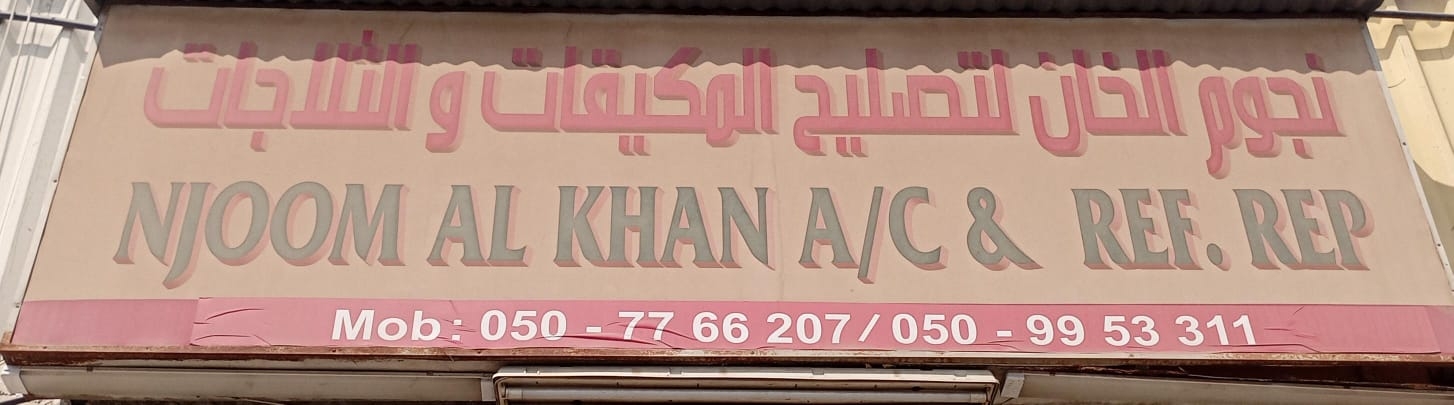 نجوم الخان لتصليح المكيفات و الثلاجات
NJOOM AL KHAN A/C & REF. REP
Mob: 050 - 77 66 207 / 050 - 99 53 311